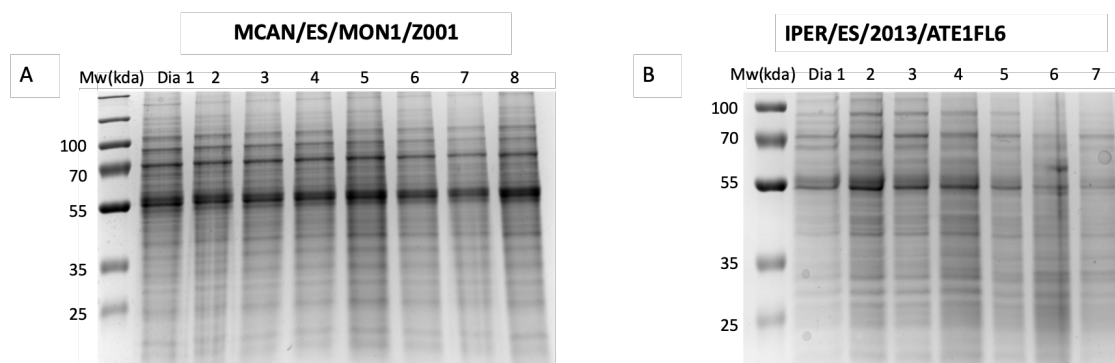 MCAN/ES/MON1/Z001
A
Mw(kda) Dia 1 2 3 4 5 6 7 8
100
70
55
35
25
IPER/ES/2013/ATE1FL6
B
Mw(kda) Dia 1 2 3 4 5 6 7
100
70
55
35
25